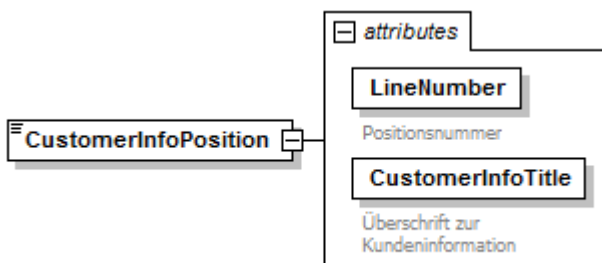 attributes
LineNumber
Positionsnummer
CustomerInfoPosition
CustomerInfoTitle
Überschrift zur
Kundeninformation